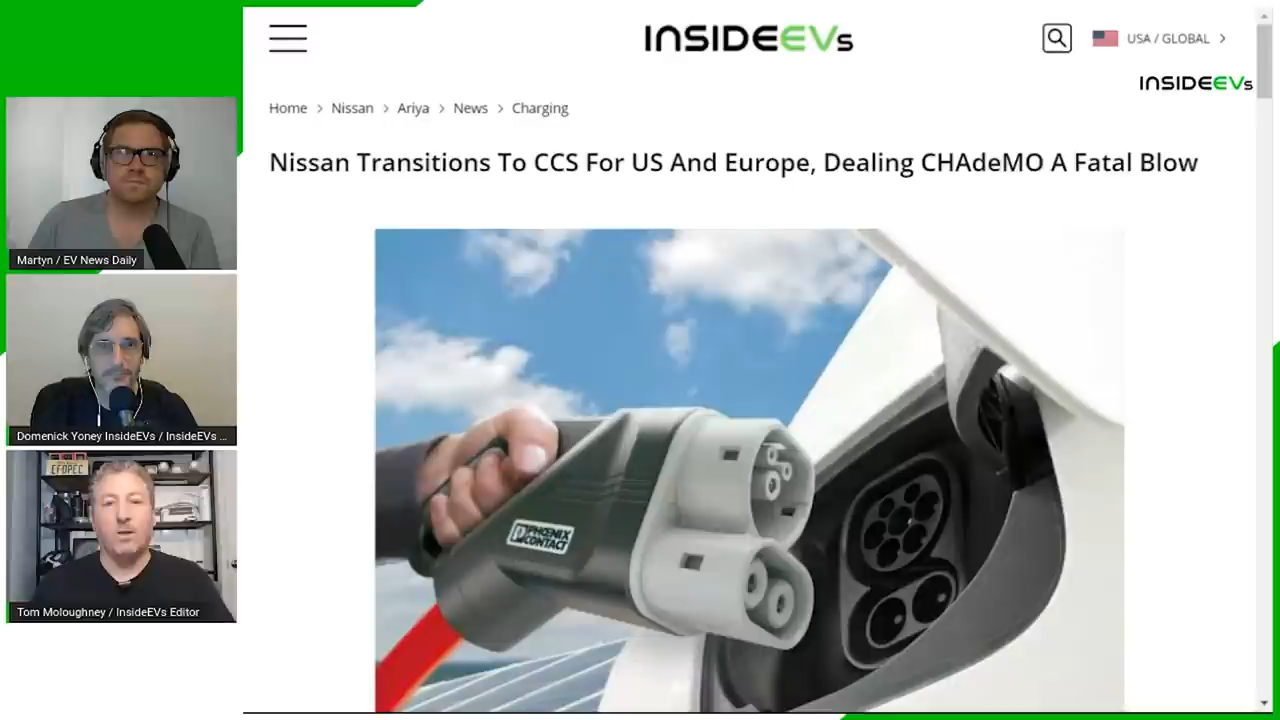 INSIDEEVs
USA / GLOBAL
INSIDEEVs
Home > Nissan > Ariya > News > Charging
Nissan Transitions To CCS For US And Europe, Dealing CHAdeMO A Fatal Blow
PHOENIX
CONTACT
Martyn / EV News Daily
Domenick Yoney InsideEVs / InsideEVs ...
EFOPEC
Tom Moloughney / InsideEVs Editor